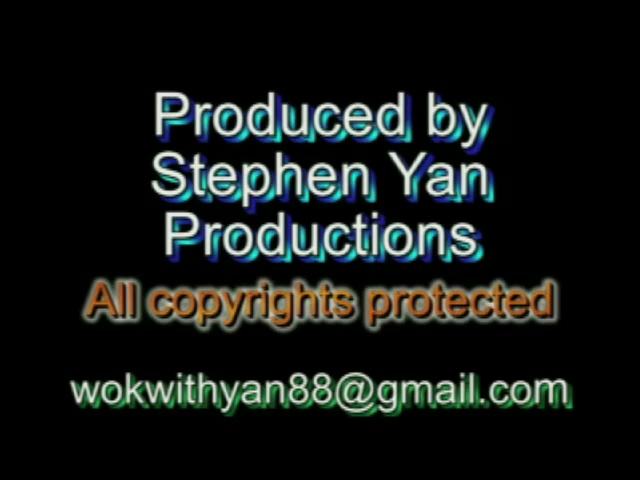 Produced by
Stephen Yan
Productions
All copyrights protected
wokwithyan88@gmail.com